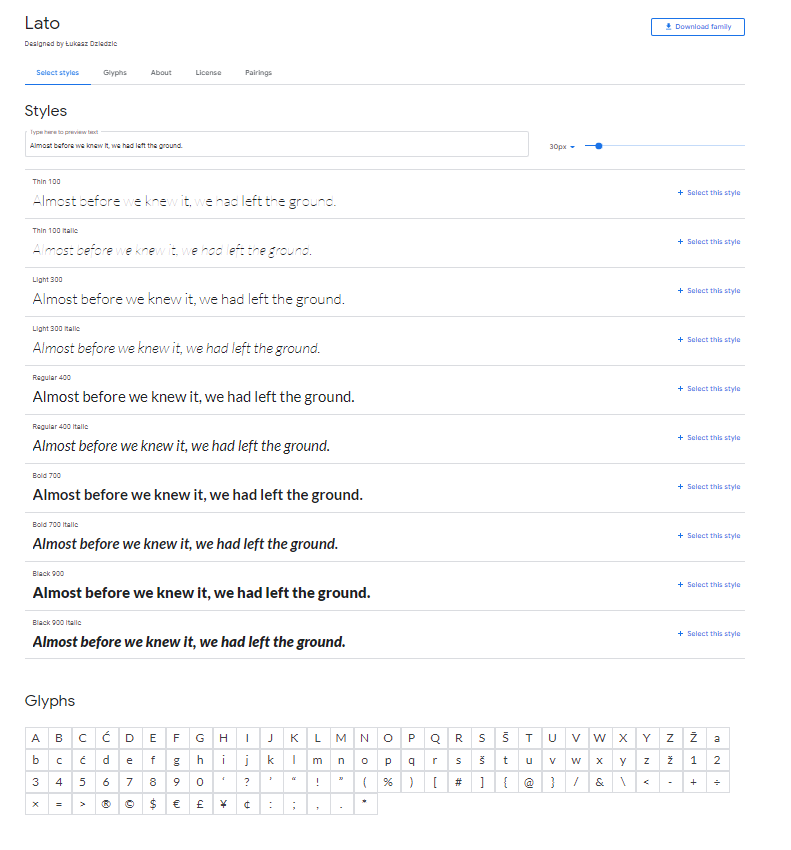 Lato
Download family
Designed by Łukasz Dziedzic
Select styles Glyphs About License Pairings
Styles
Type here to preview text
Almost before we knew it, we had left the ground.
30px
Thin 100
Almost before we knew it, we had left the ground.
+ Select this style
Thin 100 Italic
Almost before we knew it, we had left the ground.
+ Select this style
Light 300
Almost before we knew it, we had left the ground.
+ Select this style
Light 300 Italic
Almost before we knew it, we had left the ground.
+ Select this style
Regular 400
Almost before we knew it, we had left the ground.
+ Select this style
Regular 400 Italic
Almost before we knew it, we had left the ground.
+ Select this style
Bold 700
Almost before we knew it, we had left the ground.
+ Select this style
Bold 700 Italic
Almost before we knew it, we had left the ground.
+ Select this style
Black 900
Almost before we knew it, we had left the ground.
+ Select this style
Black 900 Italic
Almost before we knew it, we had left the ground.
+ Select this style
Glyphs
A B C Ć D E F G H I J K L M N O P Q R S Š T U V W X Y Z Ž a
b c ć d e f g h i j k l m n o p q r s š t u v w x y z ž 1 2
3 4 5 6 7 8 9 0 ‘ ? ’ “ ! ” ( % ) [ # ] { @ } / & \ < - + ÷
× = > ® © $ € £ ¥ ¢ : ; , . *